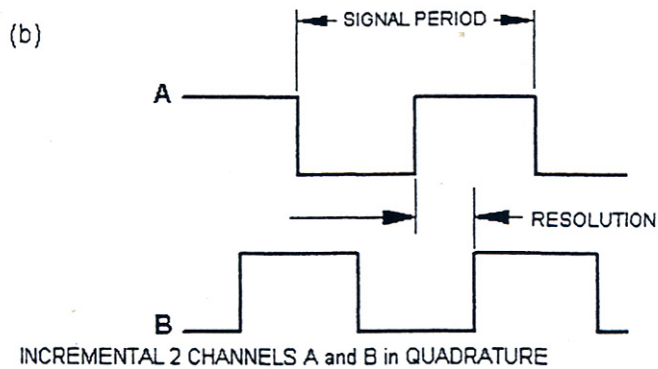 (b)
SIGNAL PERIOD
A
RESOLUTION
B
INCREMENTAL 2 CHANNELS A and B in QUADRATURE